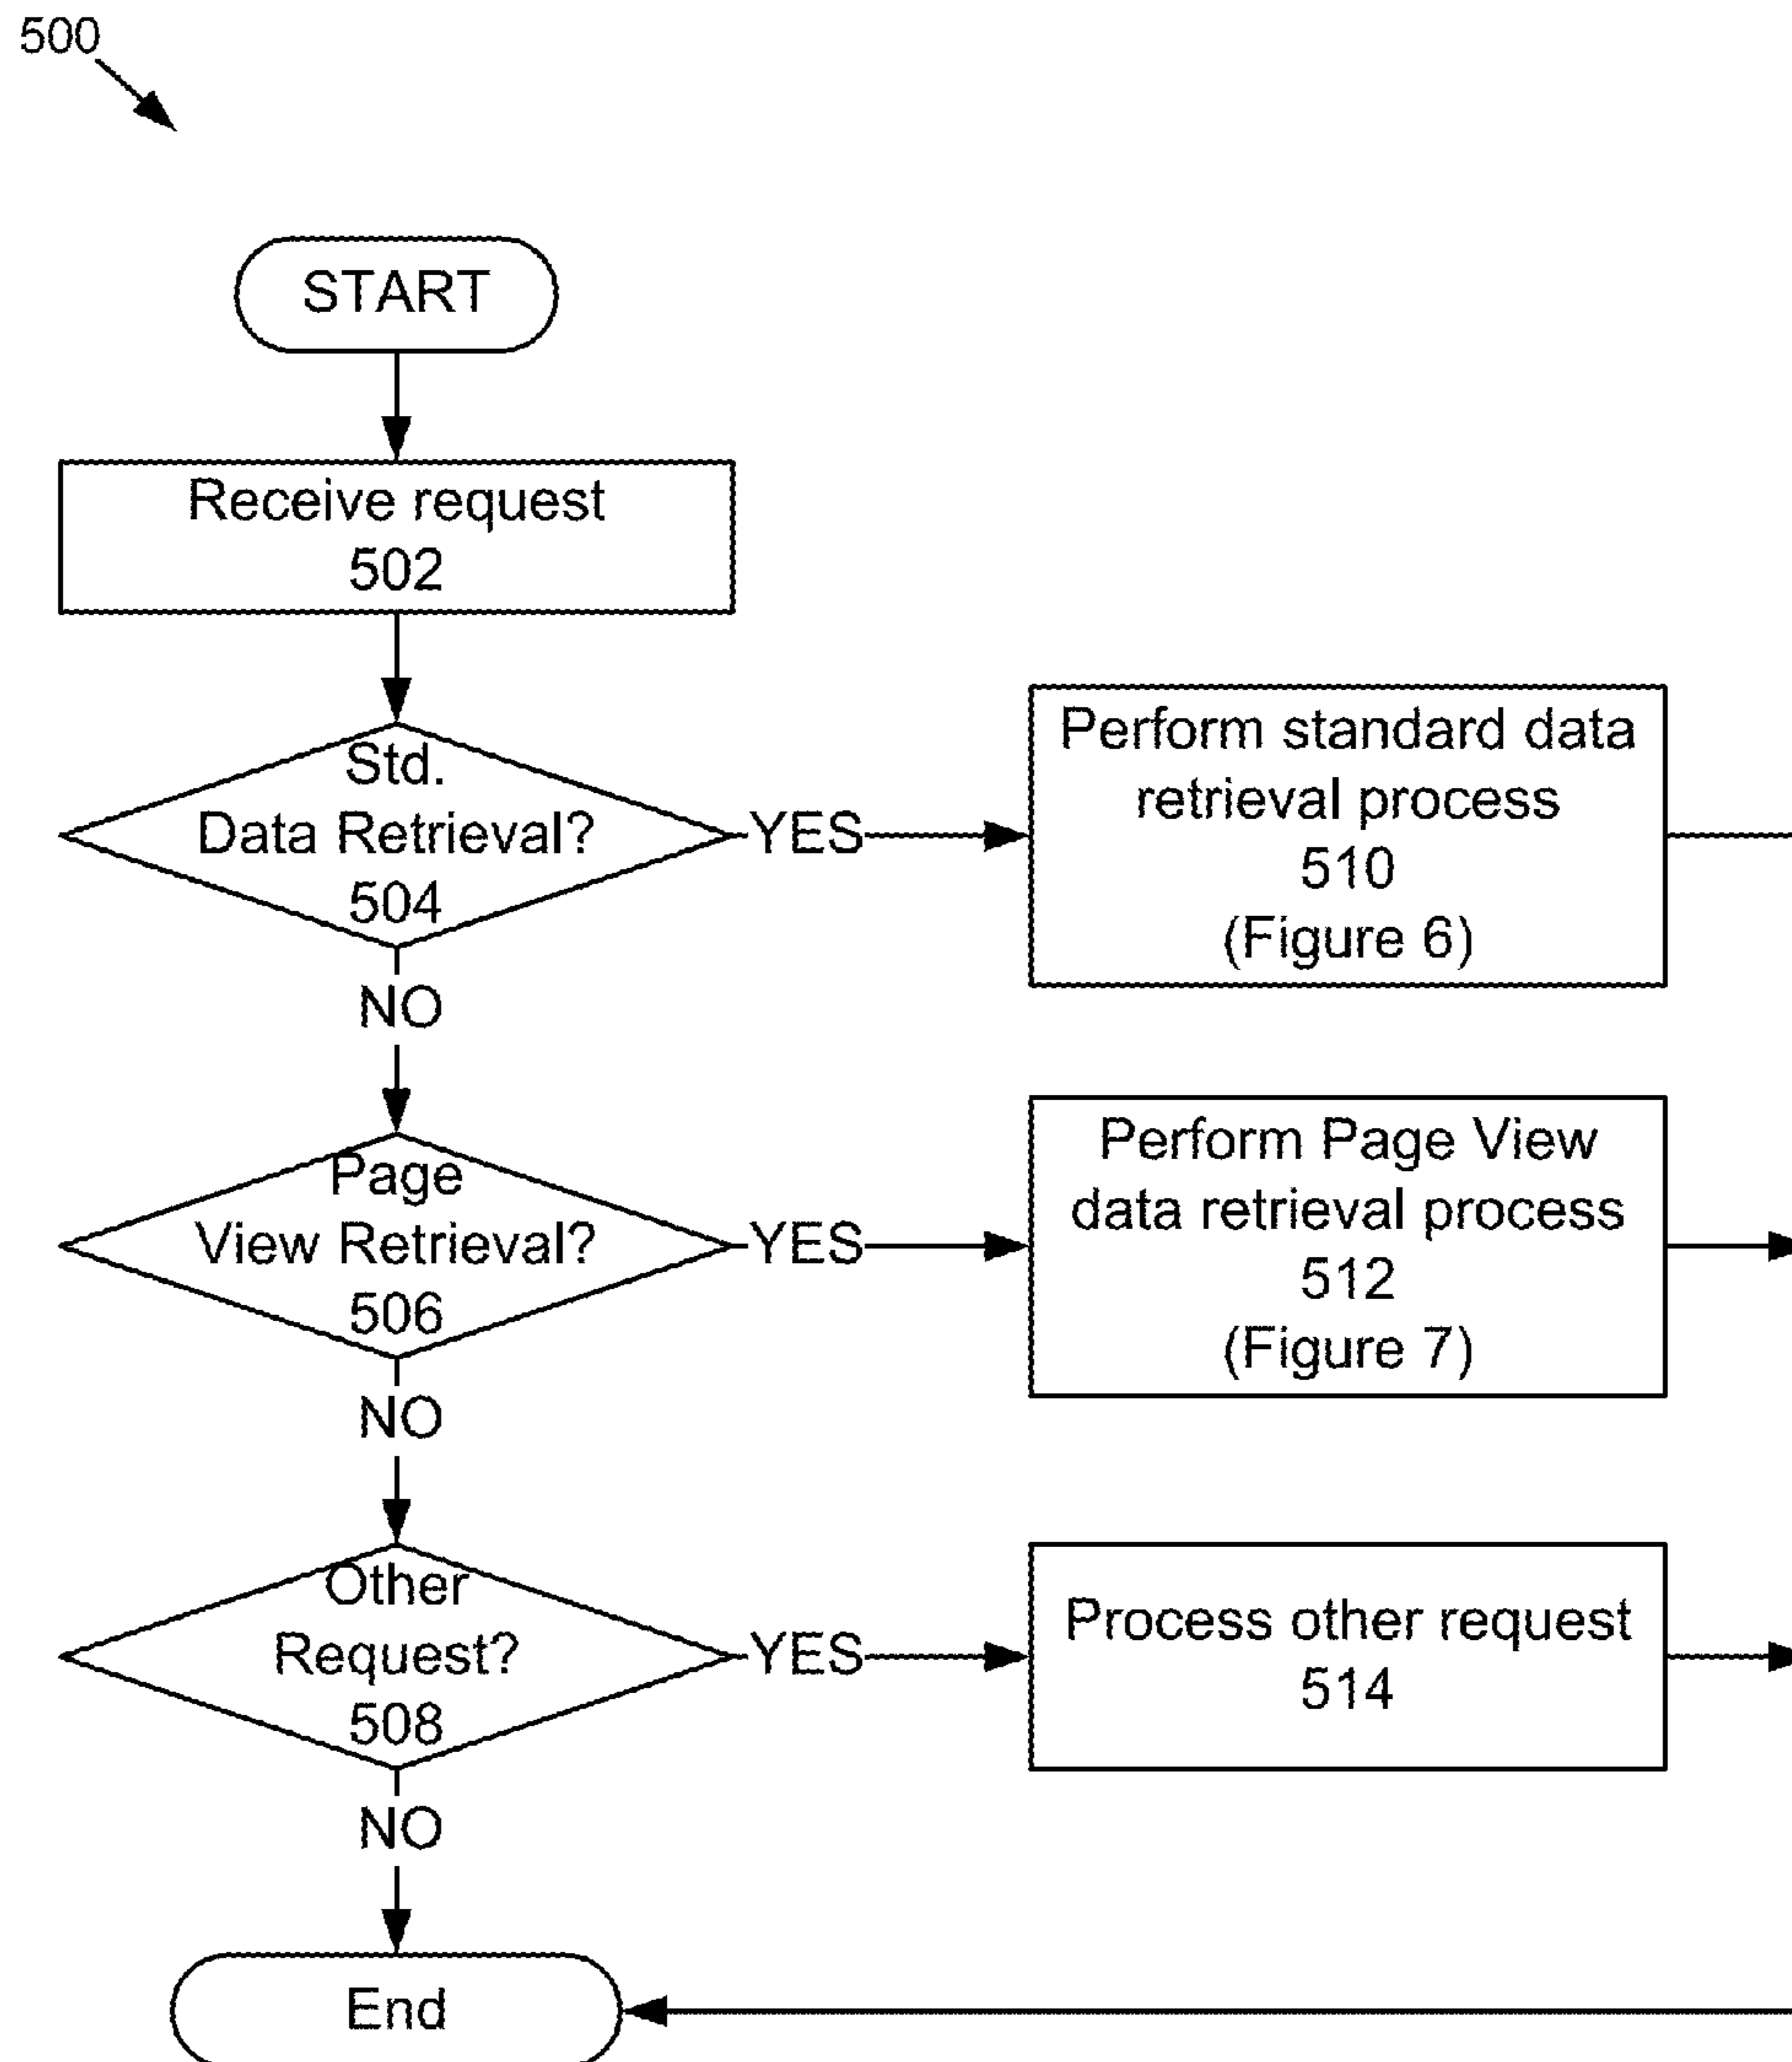 500
START
Receive request
502
Std.
Data Retrieval?
504
YES
Perform standard data
retrieval process
510
(Figure 6)
NO
Page
View Retrieval?
506
YES
Perform Page View
data retrieval process
512
(Figure 7)
NO
Other
Request?
508
YES
Process other request
514
NO
End